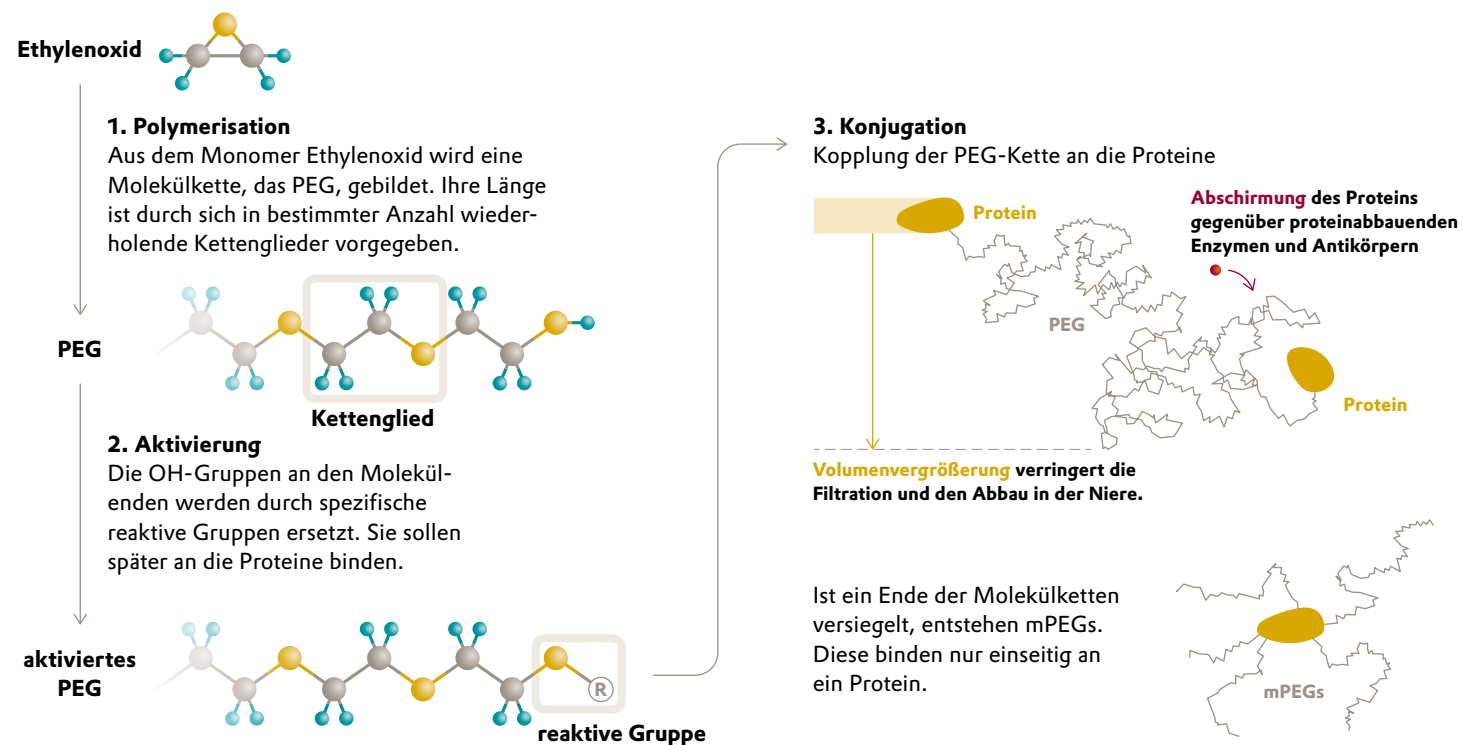 Ethylenoxid
1. Polymerisation
Aus dem Monomer Ethylenoxid wird eine
Molekülkette, das PEG, gebildet. Ihre Länge
ist durch sich in bestimmter Anzahl wieder-
holende Kettenglieder vorgegeben.
PEG
Kettenglied
2. Aktivierung
Die OH-Gruppen an den Molekül-
enden werden durch spezifische
reaktive Gruppen ersetzt. Sie sollen
später an die Proteine binden.
aktiviertes
PEG
R
reaktive Gruppe
3. Konjugation
Kopplung der PEG-Kette an die Proteine
Protein
Abschirmung des Proteins
gegenüber proteinabbauenden
Enzymen und Antikörpern
PEG
Protein
Volumenvergrößerung verringert die
Filtration und den Abbau in der Niere.
Ist ein Ende der Molekülketten
versiegelt, entstehen mPEGs.
Diese binden nur einseitig an
ein Protein.
mPEGs